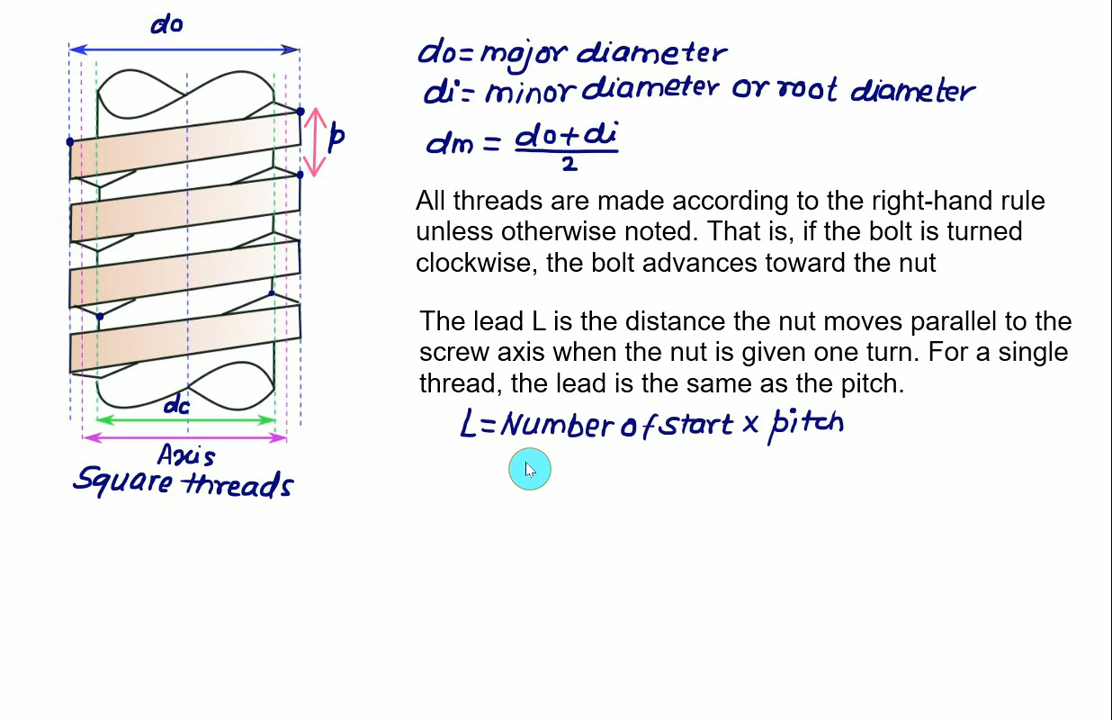 do
p
dc
Axis
Square threads
do= major diameter
di= minor diameter or root diameter
dm = do+di
2
All threads are made according to the right-hand rule
unless otherwise noted. That is, if the bolt is turned
clockwise, the bolt advances toward the nut
The lead L is the distance the nut moves parallel to the
screw axis when the nut is given one turn. For a single
thread, the lead is the same as the pitch.
L=Number of start x pitch